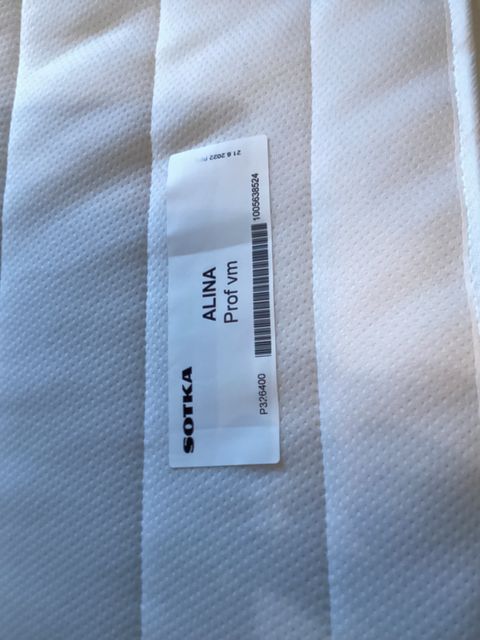 SOTKA
ALINA
Prof vm
P326400
1005638524
21.6.2022